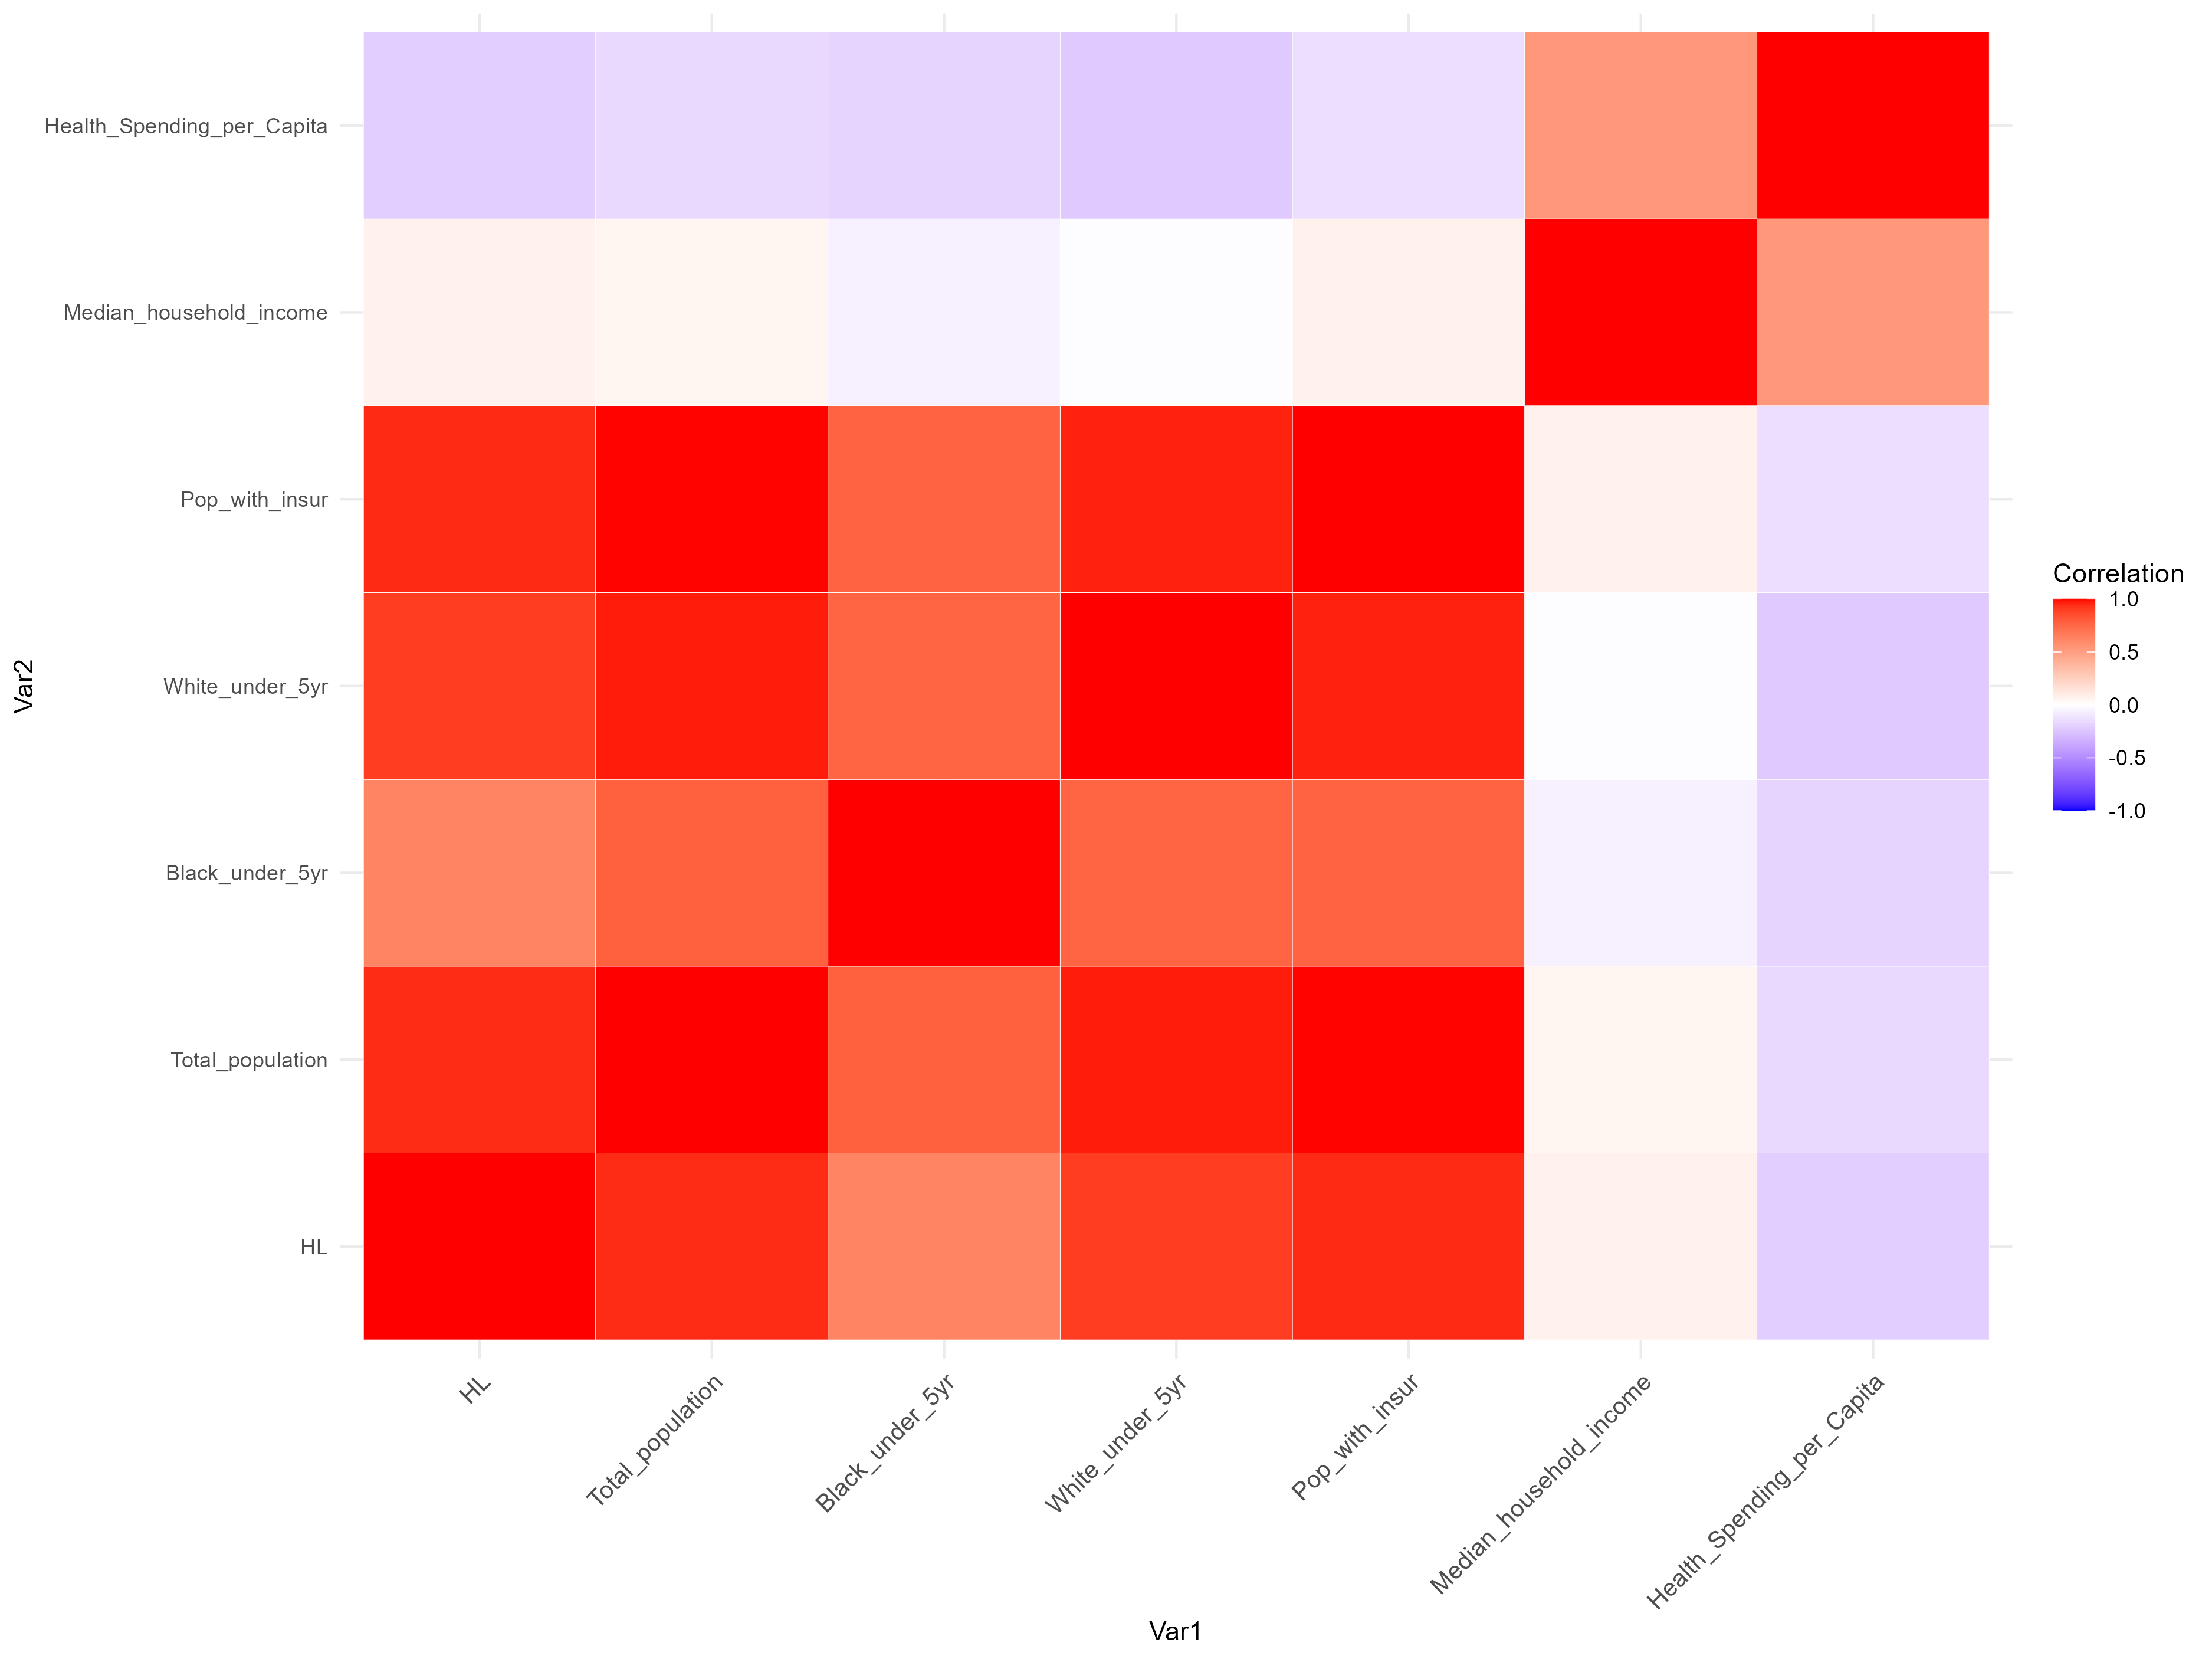 Health_Spending_per_Capita
Median_household_income
Pop_with_insur
White_under_5yr
Black_under_5yr
Total_population
HL
Var2
HL
Total_population
Black_under_5yr
White_under_5yr
Pop_with_insur
Median_household_income
Health_Spending_per_Capita
Var1
Correlation
1.0
0.5
0.0
-0.5
-1.0